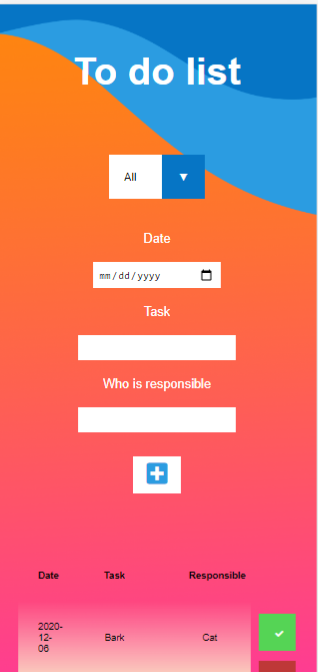 To do list
All
Date
mm/dd/yyyy
Task
Who is responsible
Date Task Responsible
2020-
12-
06
Bark
Cat